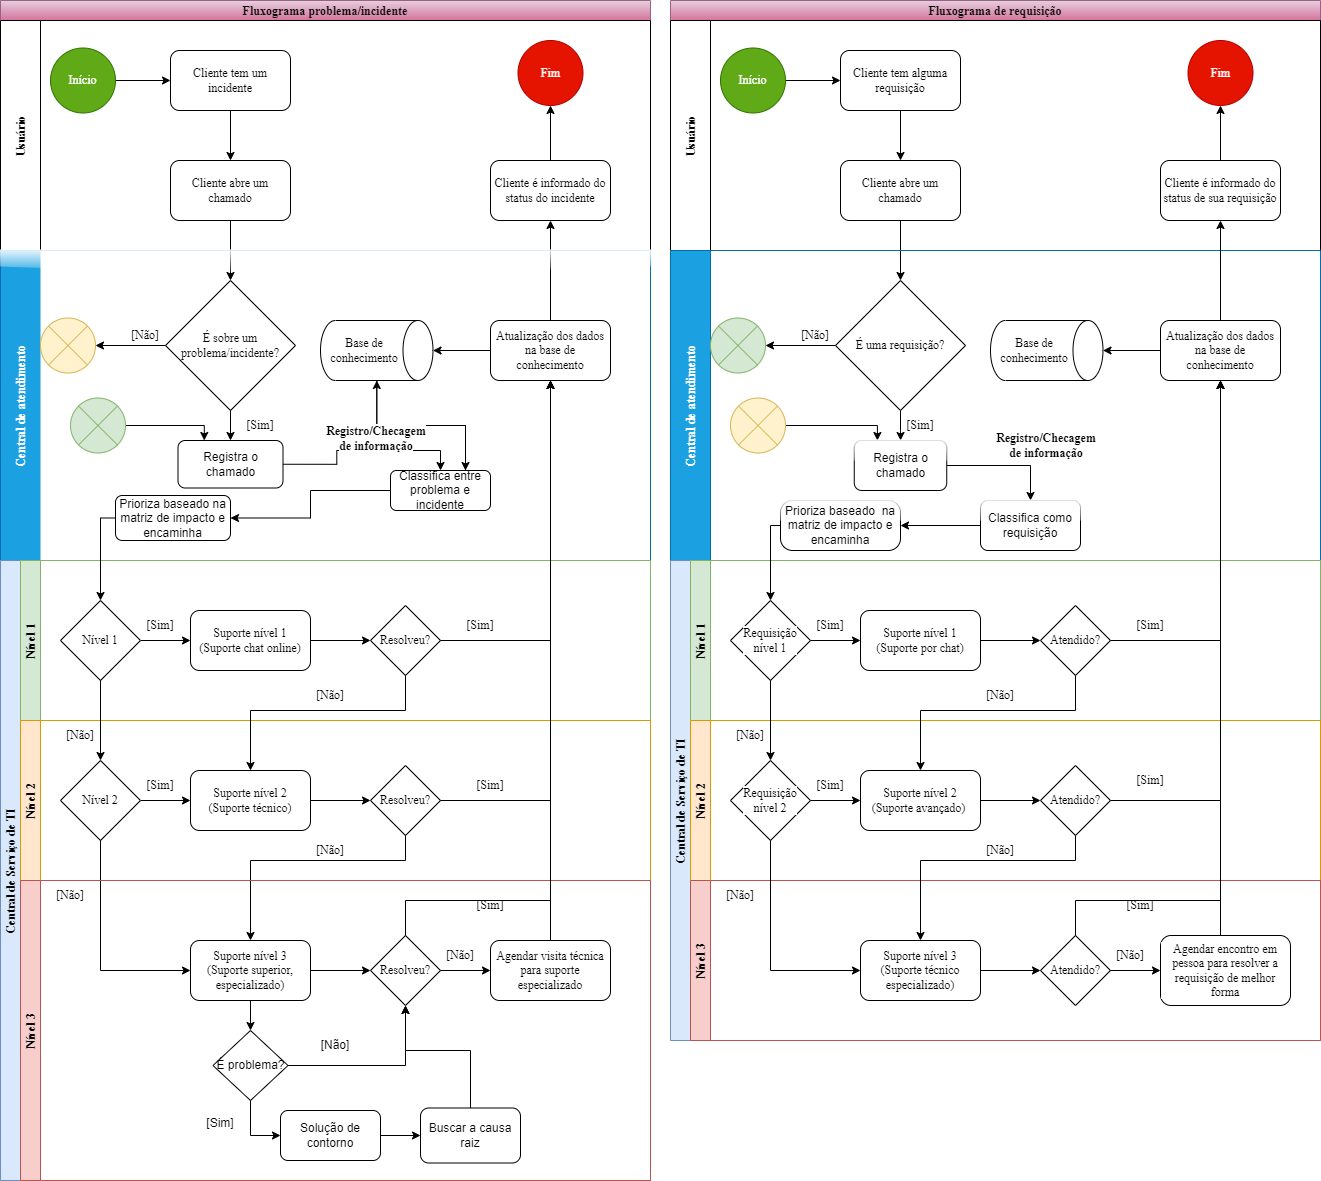 Fluxograma problema/incidente
Usuário
Início
Cliente tem um
incidente
Fim
Cliente abre um
chamado
Cliente é informado do
status do incidente
Central de atendimento
É sobre um
problema/incidente?
[Não]
Base de
conhecimento
Atualização dos dados
na base de
conhecimento
[Sim]
Registro/Checagem
de informação
Registra o
chamado
Classifica entre
problema e
incidente
Prioriza baseado na
matriz de impacto e
encaminha
Central de Serviço de TI
Nível 1
Nível 1
[Sim]
Suporte nível 1
(Suporte chat online)
Resolveu?
[Sim]
[Não]
[Não]
Nível 2
Nível 2
[Sim]
Suporte nível 2
(Suporte técnico)
Resolveu?
[Sim]
[Não]
[Não]
Nível 3
Suporte nível 3
(Suporte superior,
especializado)
Resolveu?
[Sim]
[Não]
Agendar visita técnica
para suporte
especializado
É problema?
[Não]
[Sim]
Solução de
contorno
Buscar a causa
raiz
Fluxograma de requisição
Usuário
Início
Cliente tem alguma
requisição
Fim
Cliente abre um
chamado
Cliente é informado do
status de sua requisição
Central de atendimento
É uma requisição?
[Não]
Base de
conhecimento
Atualização dos dados
na base de
conhecimento
[Sim]
Registro/Checagem
de informação
Registra o
chamado
Classifica como
requisição
Prioriza baseado  na
matriz de impacto e
encaminha
Central de Serviço de TI
Nível 1
Requisição
nível 1
[Sim]
Suporte nível 1
(Suporte por chat)
Atendido?
[Sim]
[Não]
[Não]
Nível 2
Requisição
nível 2
[Sim]
Suporte nível 2
(Suporte avançado)
Atendido?
[Sim]
[Não]
[Não]
Nível 3
Suporte nível 3
(Suporte técnico
especializado)
Atendido?
[Sim]
[Não]
Agendar encontro em
pessoa para resolver a
requisição de melhor
forma